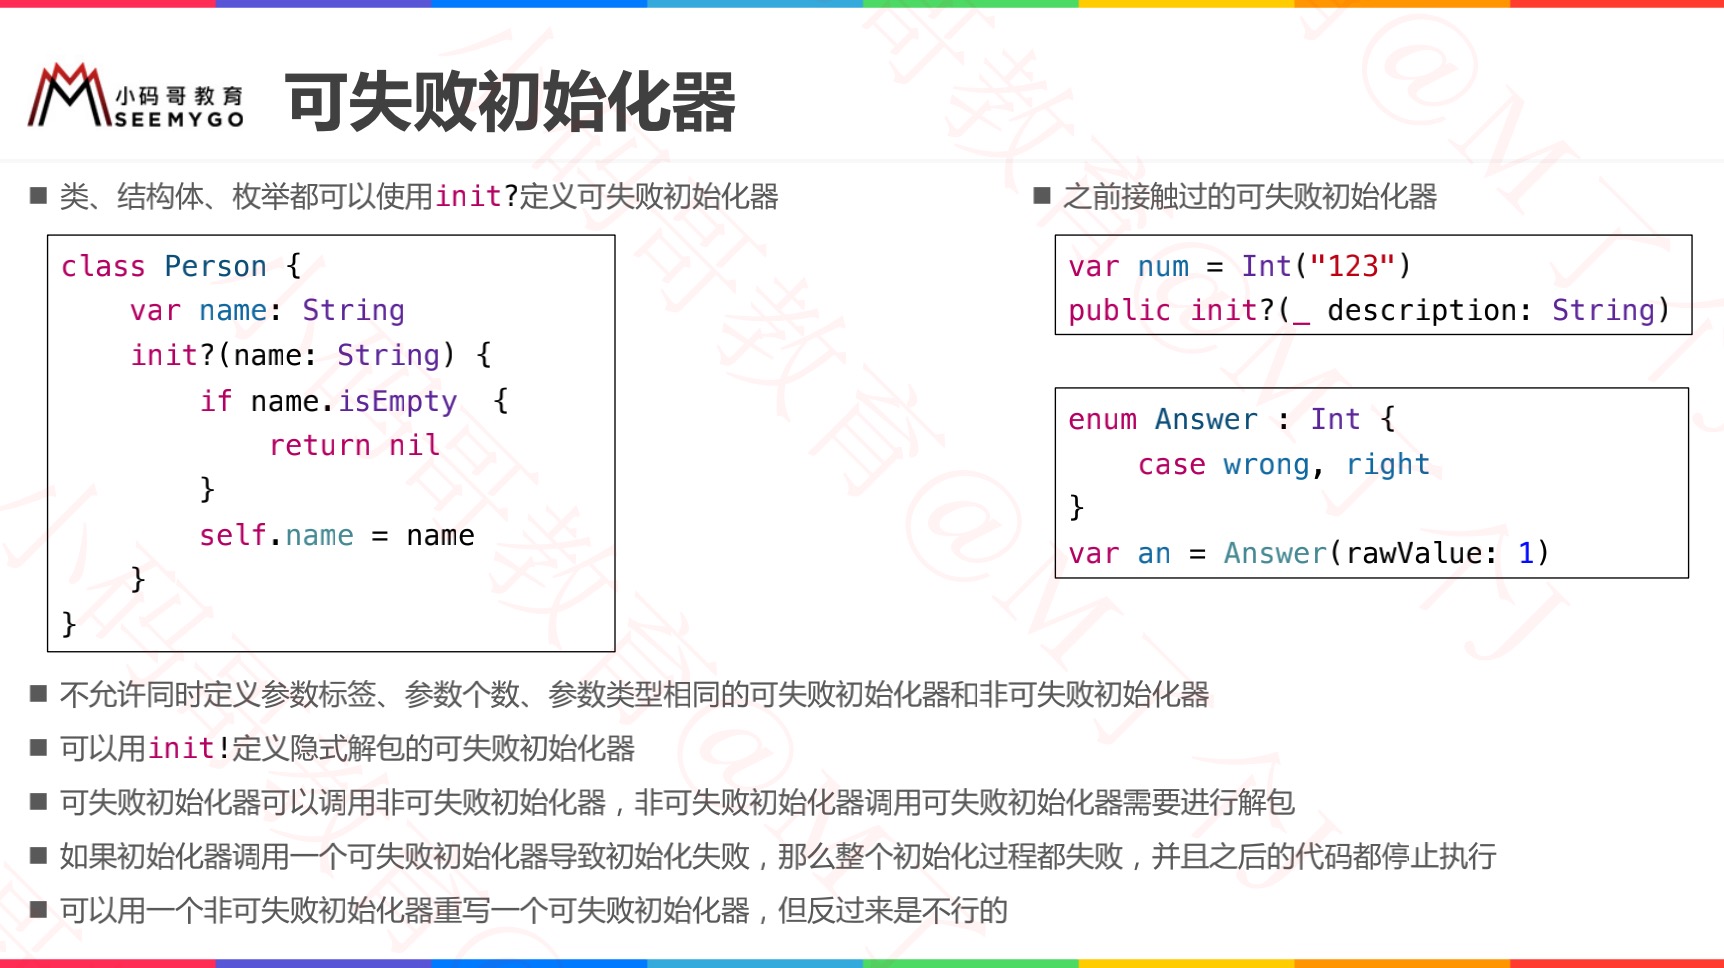 小码哥教育
SEEMYGO
可失败初始化器
■ 类、结构体、枚举都可以使用init?定义可失败初始化器
class Person {
    var name: String
    init?(name: String) {
        if name.isEmpty  {
            return nil
        }
        self.name = name
    }
}
■ 之前接触过的可失败初始化器
var num = Int("123")
public init?(_ description: String)
enum Answer : Int {
    case wrong, right
}
var an = Answer(rawValue: 1)
■ 不允许同时定义参数标签、参数个数、参数类型相同的可失败初始化器和非可失败初始化器
■ 可以用init!定义隐式解包的可失败初始化器
■ 可失败初始化器可以调用非可失败初始化器，非可失败初始化器调用可失败初始化器需要进行解包
■ 如果初始化器调用一个可失败初始化器导致初始化失败，那么整个初始化过程都失败，并且之后的代码都停止执行
■ 可以用一个非可失败初始化器重写一个可失败初始化器，但反过来是不行的
小码哥教育@M了个J